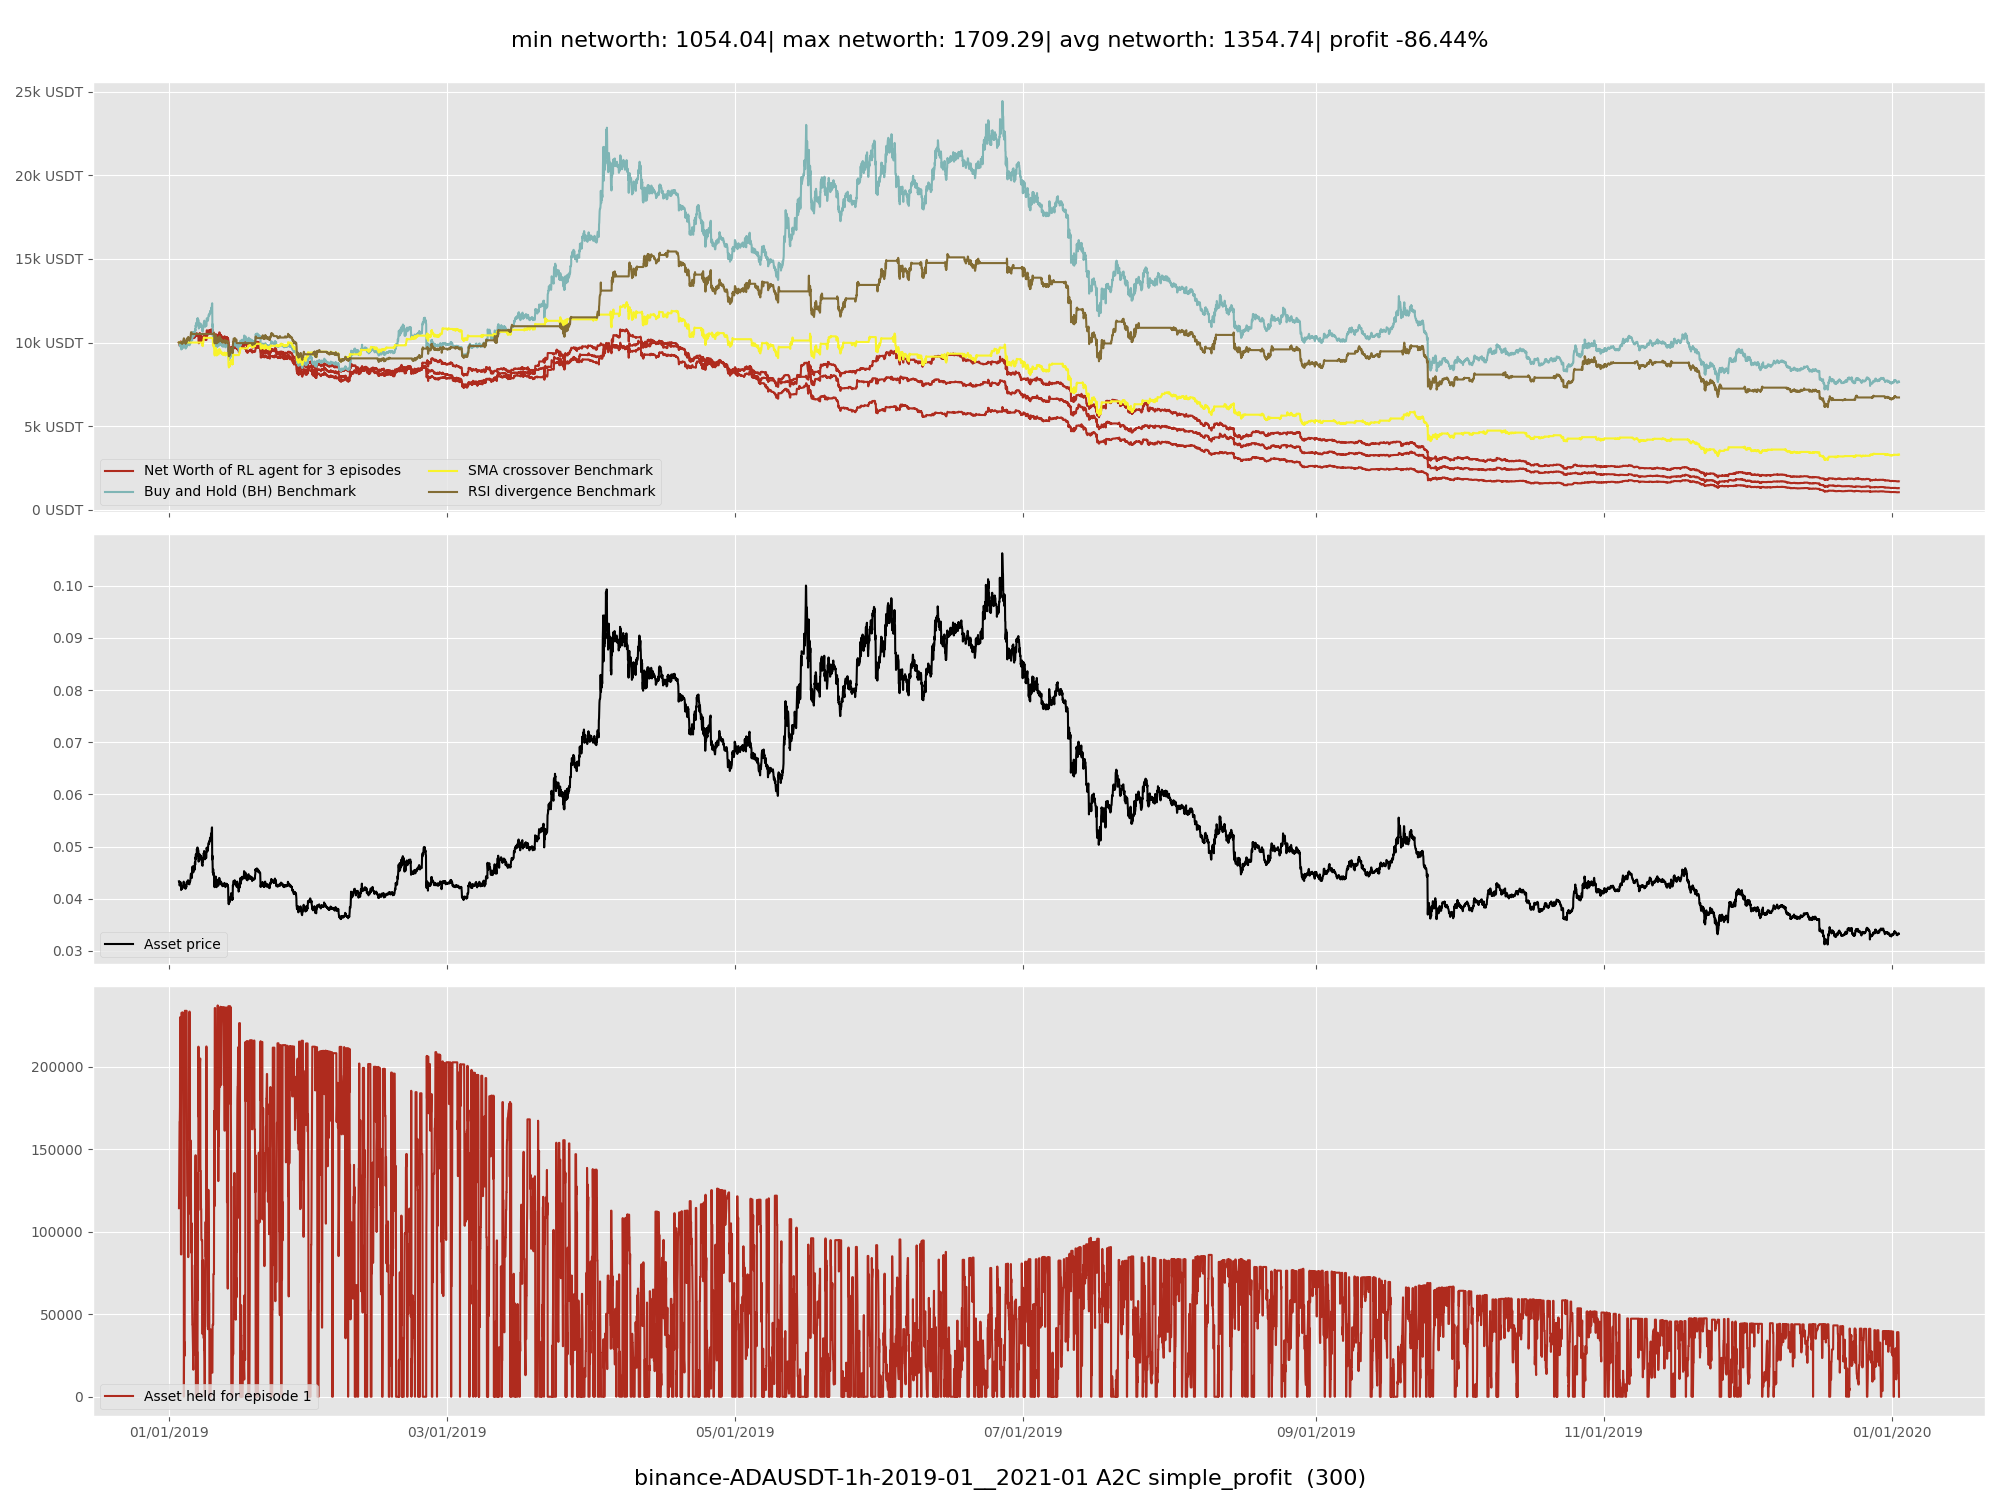 min networth: 1054.04| max networth: 1709.29| avg networth: 1354.74| profit -86.44%
25k USDT
20k USDT
15k USDT
10k USDT
5k USDT
0 USDT
Net Worth of RL agent for 3 episodes
Buy and Hold (BH) Benchmark
SMA crossover Benchmark
RSI divergence Benchmark
0.10
0.09
0.08
0.07
0.06
0.05
0.04
0.03
Asset price
200000
150000
100000
50000
0
Asset held for episode 1
01/01/2019 03/01/2019 05/01/2019 07/01/2019 09/01/2019 11/01/2019 01/01/2020
binance-ADAUSDT-1h-2019-01__2021-01 A2C simple_profit  (300)